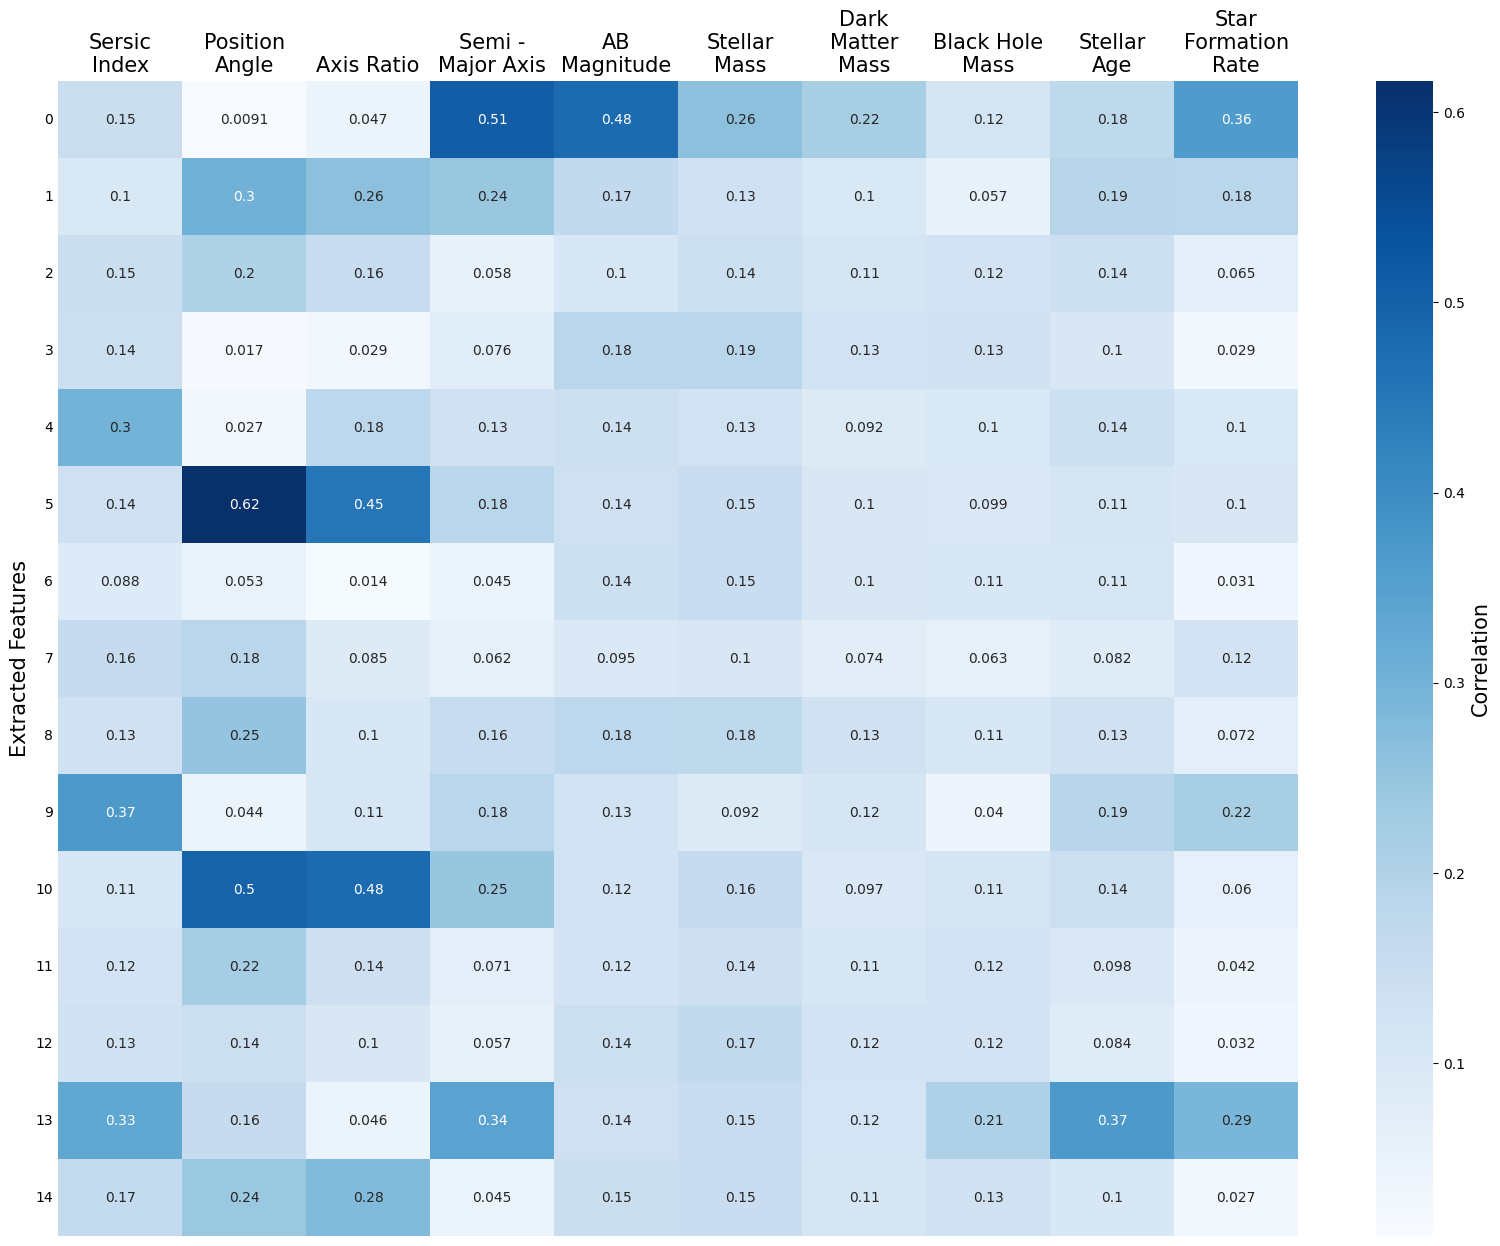 Sersic
Index
Position
Angle
Axis Ratio
Semi -
Major Axis
AB
Magnitude
Stellar
Mass
Dark
Matter
Mass
Black Hole
Mass
Stellar
Age
Star
Formation
Rate
0 0.15 0.0091 0.047 0.51 0.48 0.26 0.22 0.12 0.18 0.36
1 0.1 0.3 0.26 0.24 0.17 0.13 0.1 0.057 0.19 0.18
2 0.15 0.2 0.16 0.058 0.1 0.14 0.11 0.12 0.14 0.065
3 0.14 0.017 0.029 0.076 0.18 0.19 0.13 0.13 0.1 0.029
4 0.3 0.027 0.18 0.13 0.14 0.13 0.092 0.1 0.14 0.1
5 0.14 0.62 0.45 0.18 0.14 0.15 0.1 0.099 0.11 0.1
6 0.088 0.053 0.014 0.045 0.14 0.15 0.1 0.11 0.11 0.031
7 0.16 0.18 0.085 0.062 0.095 0.1 0.074 0.063 0.082 0.12
8 0.13 0.25 0.1 0.16 0.18 0.18 0.13 0.11 0.13 0.072
9 0.37 0.044 0.11 0.18 0.13 0.092 0.12 0.04 0.19 0.22
10 0.11 0.5 0.48 0.25 0.12 0.16 0.097 0.11 0.14 0.06
11 0.12 0.22 0.14 0.071 0.12 0.14 0.11 0.12 0.098 0.042
12 0.13 0.14 0.1 0.057 0.14 0.17 0.12 0.12 0.084 0.032
13 0.33 0.16 0.046 0.34 0.14 0.15 0.12 0.21 0.37 0.29
14 0.17 0.24 0.28 0.045 0.15 0.15 0.11 0.13 0.1 0.027
Extracted Features
0.6
0.5
0.4
0.3
0.2
0.1
Correlation